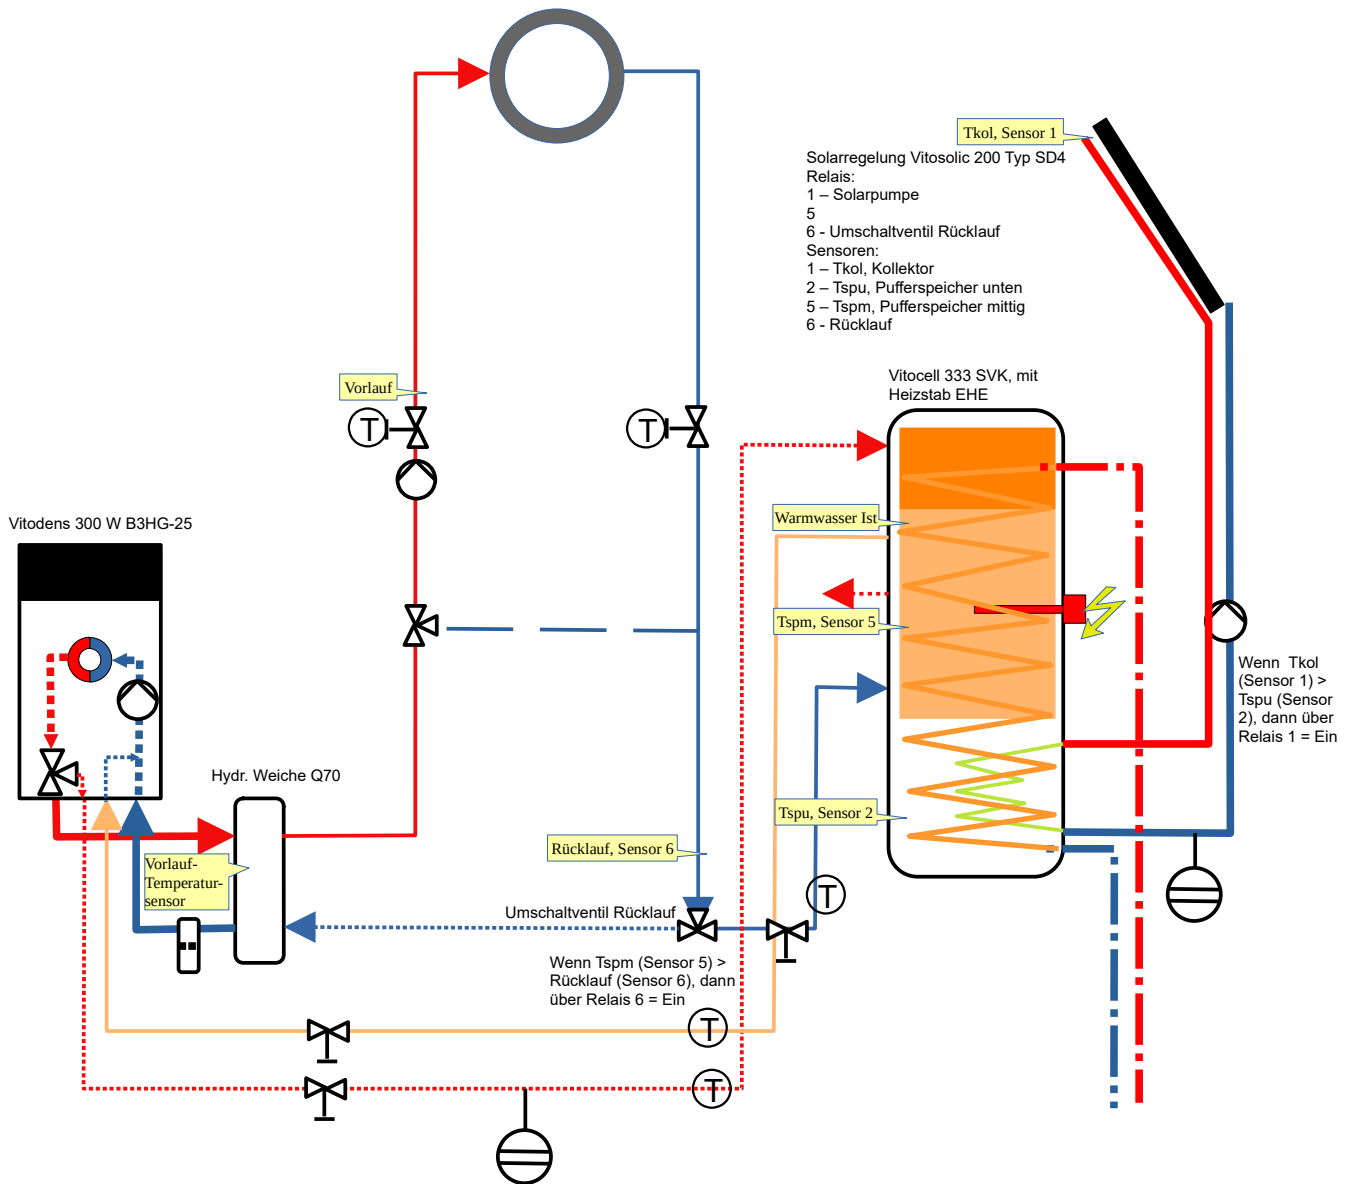 Tkol, Sensor 1
Solarregelung Vitosolic 200 Typ SD4
Relais:
1 – Solarpumpe
5
6 - Umschaltventil Rücklauf
Sensoren:
1 – Tkol, Kollektor
2 – Tspu, Pufferspeicher unten
5 – Tspm, Pufferspeicher mittig
6 - Rücklauf
Vorlauf
T
T
Vitocell 333 SVK, mit
Heizstab EHE
Vitodens 300 W B3HG-25
Warmwasser Ist
Tspm, Sensor 5
Wenn Tkol
(Sensor 1) >
Tspu (Sensor
2), dann über
Relais 1 = Ein
Hydr. Weiche Q70
Tspu, Sensor 2
Rücklauf, Sensor 6
Vorlauf-
Temperatur-
sensor
T
Umschaltventil Rücklauf
Wenn Tspm (Sensor 5) >
Rücklauf (Sensor 6), dann
über Relais 6 = Ein
T
T